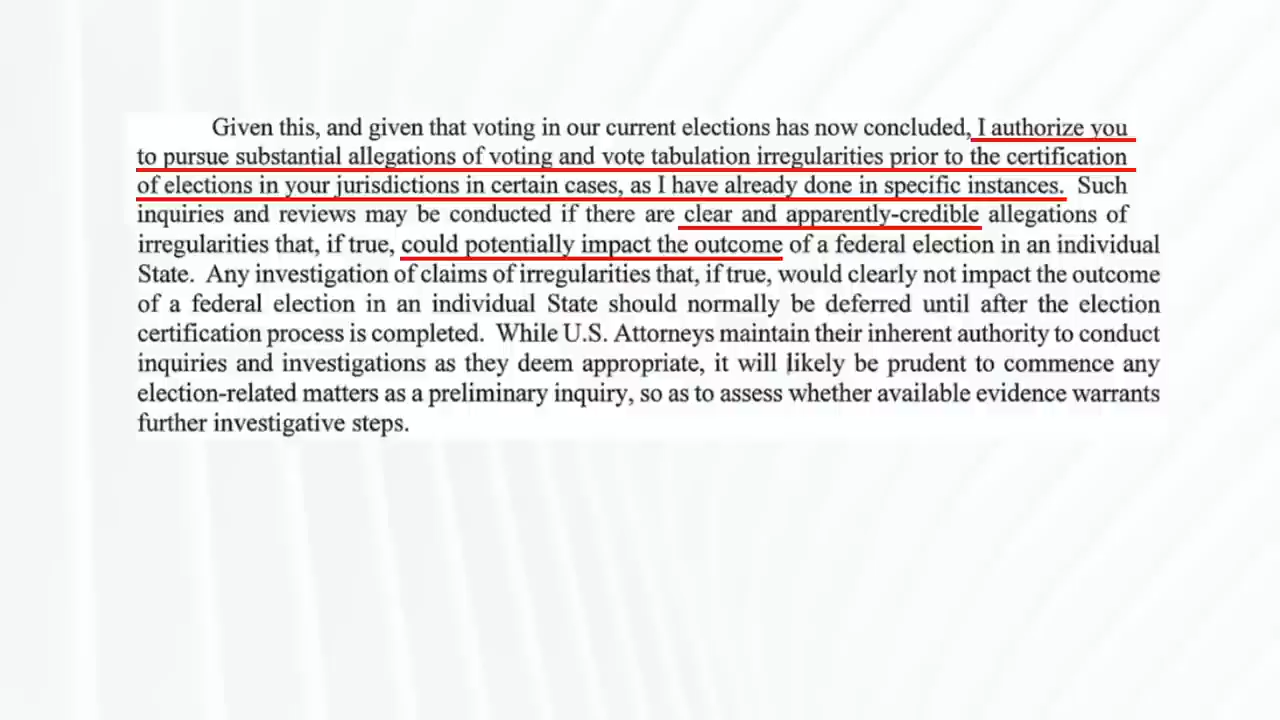 Given this, and given that voting in our current elections has now concluded, I authorize you
to pursue substantial allegations of voting and vote tabulation irregularities prior to the certification
of elections in your jurisdictions in certain cases, as I have already done in specific instances. Such
inquiries and reviews may be conducted if there are clear and apparently-credible allegations of
irregularities that, if true, could potentially impact the outcome of a federal election in an individual
State. Any investigation of claims of irregularities that, if true, would clearly not impact the outcome
of a federal election in an individual State should normally be deferred until after the election
certification process is completed. While U.S. Attorneys maintain their inherent authority to conduct
inquiries and investigations as they deem appropriate, it will likely be prudent to commence any
election-related matters as a preliminary inquiry, so as to assess whether available evidence warrants
further investigative steps.